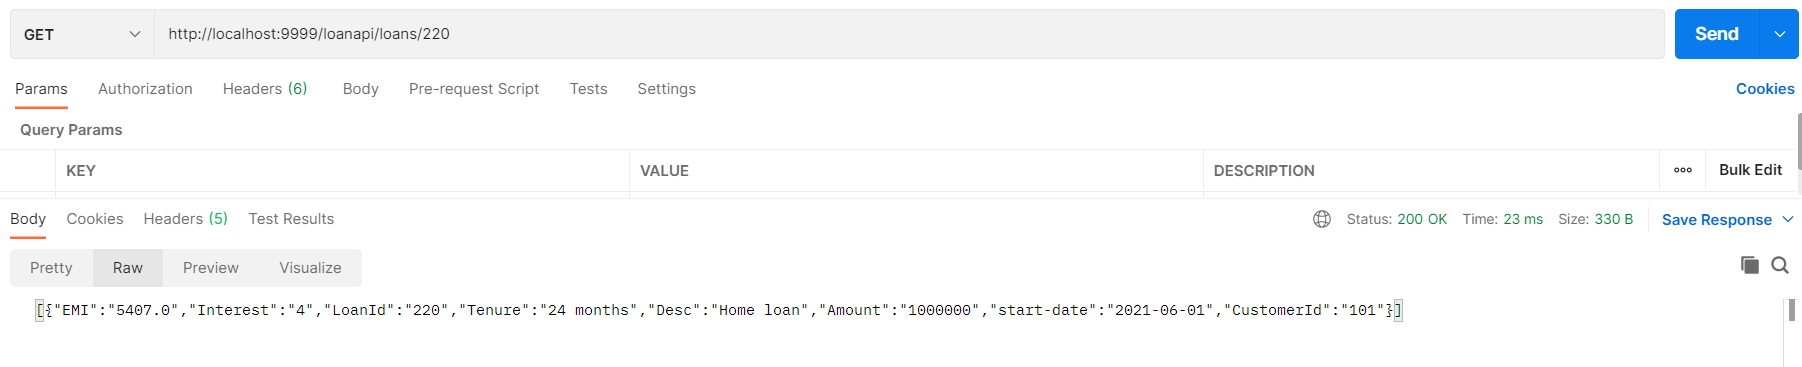 GET http://localhost:9999/loanapi/loans/220 Send
Params Authorization Headers (6) Body Pre-request Script Tests Settings Cookies
Query Params
KEY VALUE DESCRIPTION ooo Bulk Edit
Body Cookies Headers (5) Test Results Status: 200 OK Time: 23 ms Size: 330 B Save Response
Pretty Raw Preview Visualize
[{"EMI":"5407.0","Interest":"4","LoanId":"220","Tenure":"24 months","Desc":"Home loan","Amount":"1000000","start-date":"2021-06-01","CustomerId":"101"}]